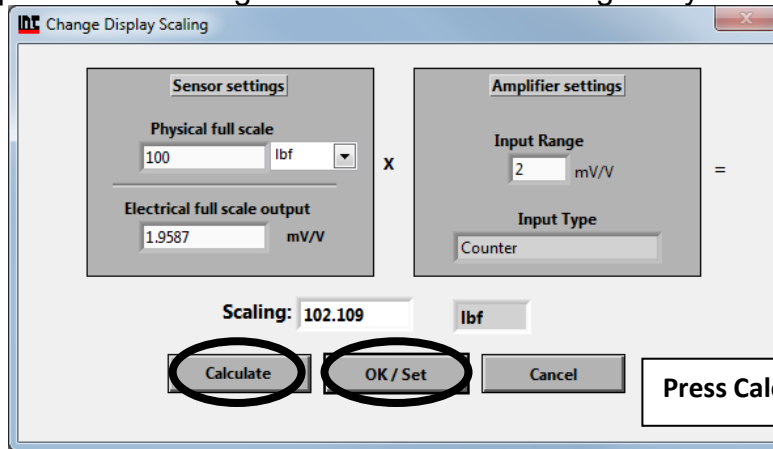 Change Display Scaling
Sensor settings
Physical full scale
100 lbf
Electrical full scale output
1.9587 mV/V
x
Amplifier settings
Input Range
2 mV/V
Input Type
Counter
=
Scaling: 102.109 lbf
Calculate OK / Set Cancel
Press